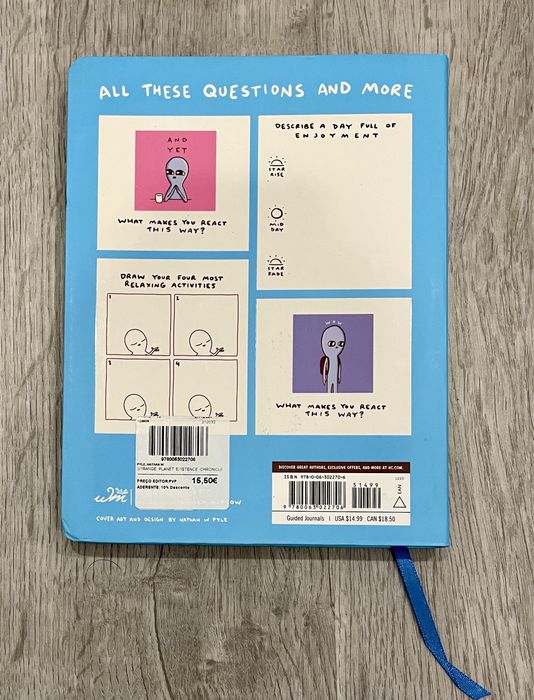 ALL THESE QUESTIONS AND MORE
AND
YET
WHAT MAKES YOU REACT
THIS WAY?
DESCRIBE A DAY FULL OF
ENJOYMENT
STAR
RISE
MID
DAY
STAR
FADE
DRAW YOUR FOUR MOST
RELAXING ACTIVITIES
1
2
3
4
WOW
WHAT MAKES YOU REACT
THIS WAY?
9780063022706
PYLE, NATHAN W.
STRANGE PLANET EXISTENCE CHRONICLE
PREÇO EDITOR/PVP 15,50€
ADERENTE: 10% Desconto
COVER ART AND DESIGN BY NATHAN W PYLE
DISCOVER GREAT AUTHORS, EXCLUSIVE OFFERS, AND MORE AT HC.COM.
ISBN 978-0-06-302270-6
51499
9 780063 022706
EAN
Guided Journals | USA $14.99 CAN $18.50